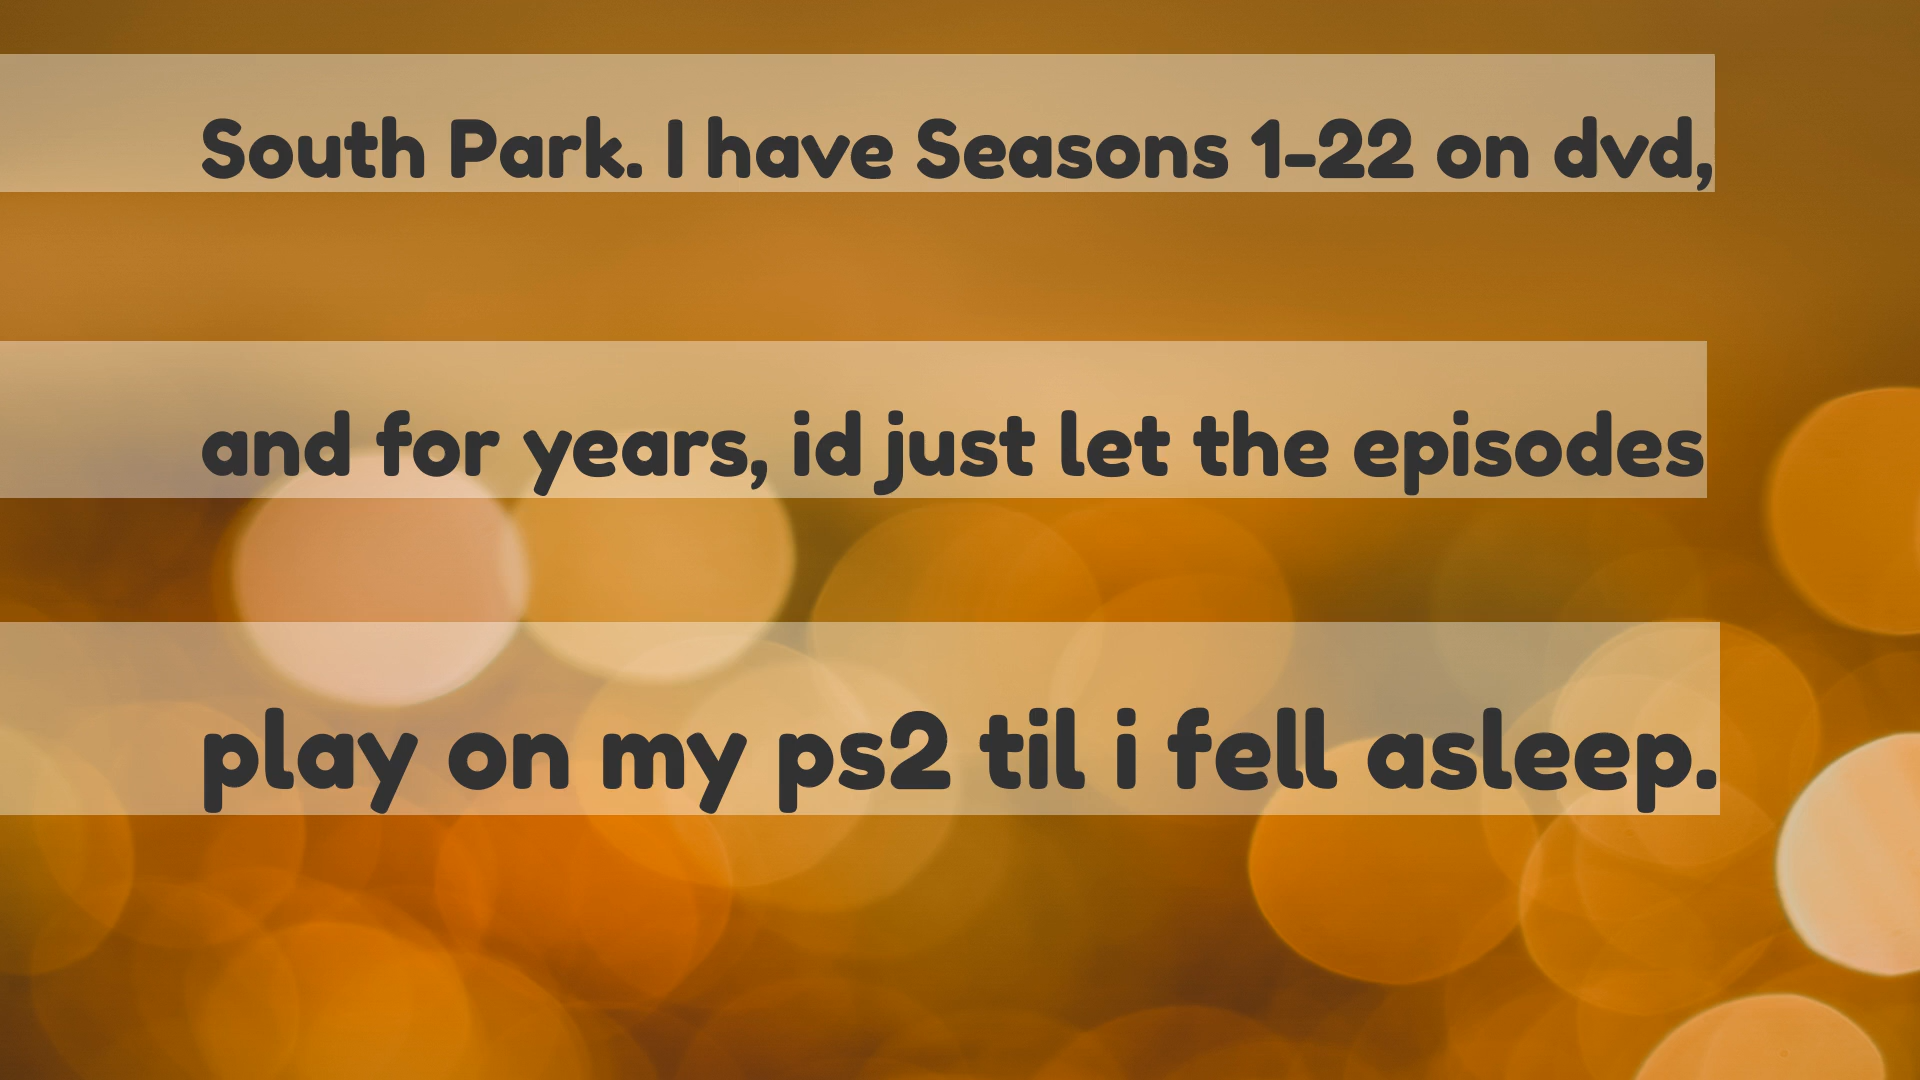 South Park. I have Seasons 1-22 on dvd,
and for years, id just let the episodes
play on my ps2 til i fell asleep.